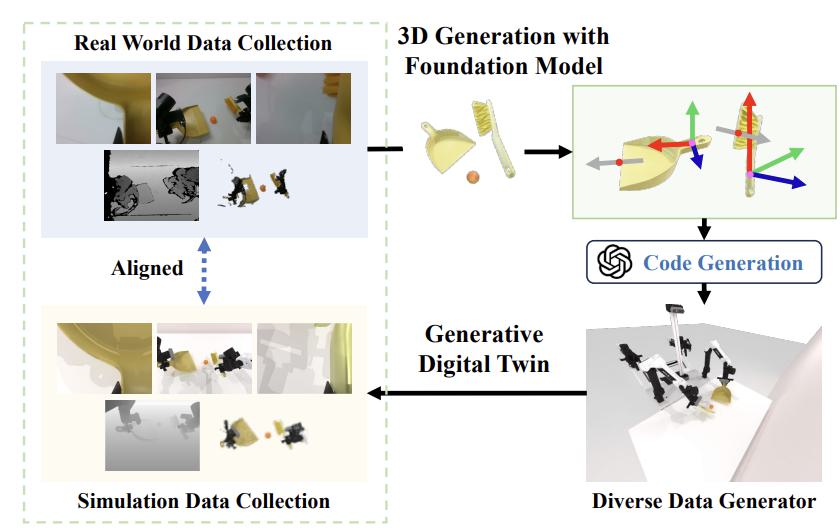 Real World Data Collection
3D Generation with
Foundation Model
Aligned
Code Generation
Generative
Digital Twin
Simulation Data Collection
Diverse Data Generator